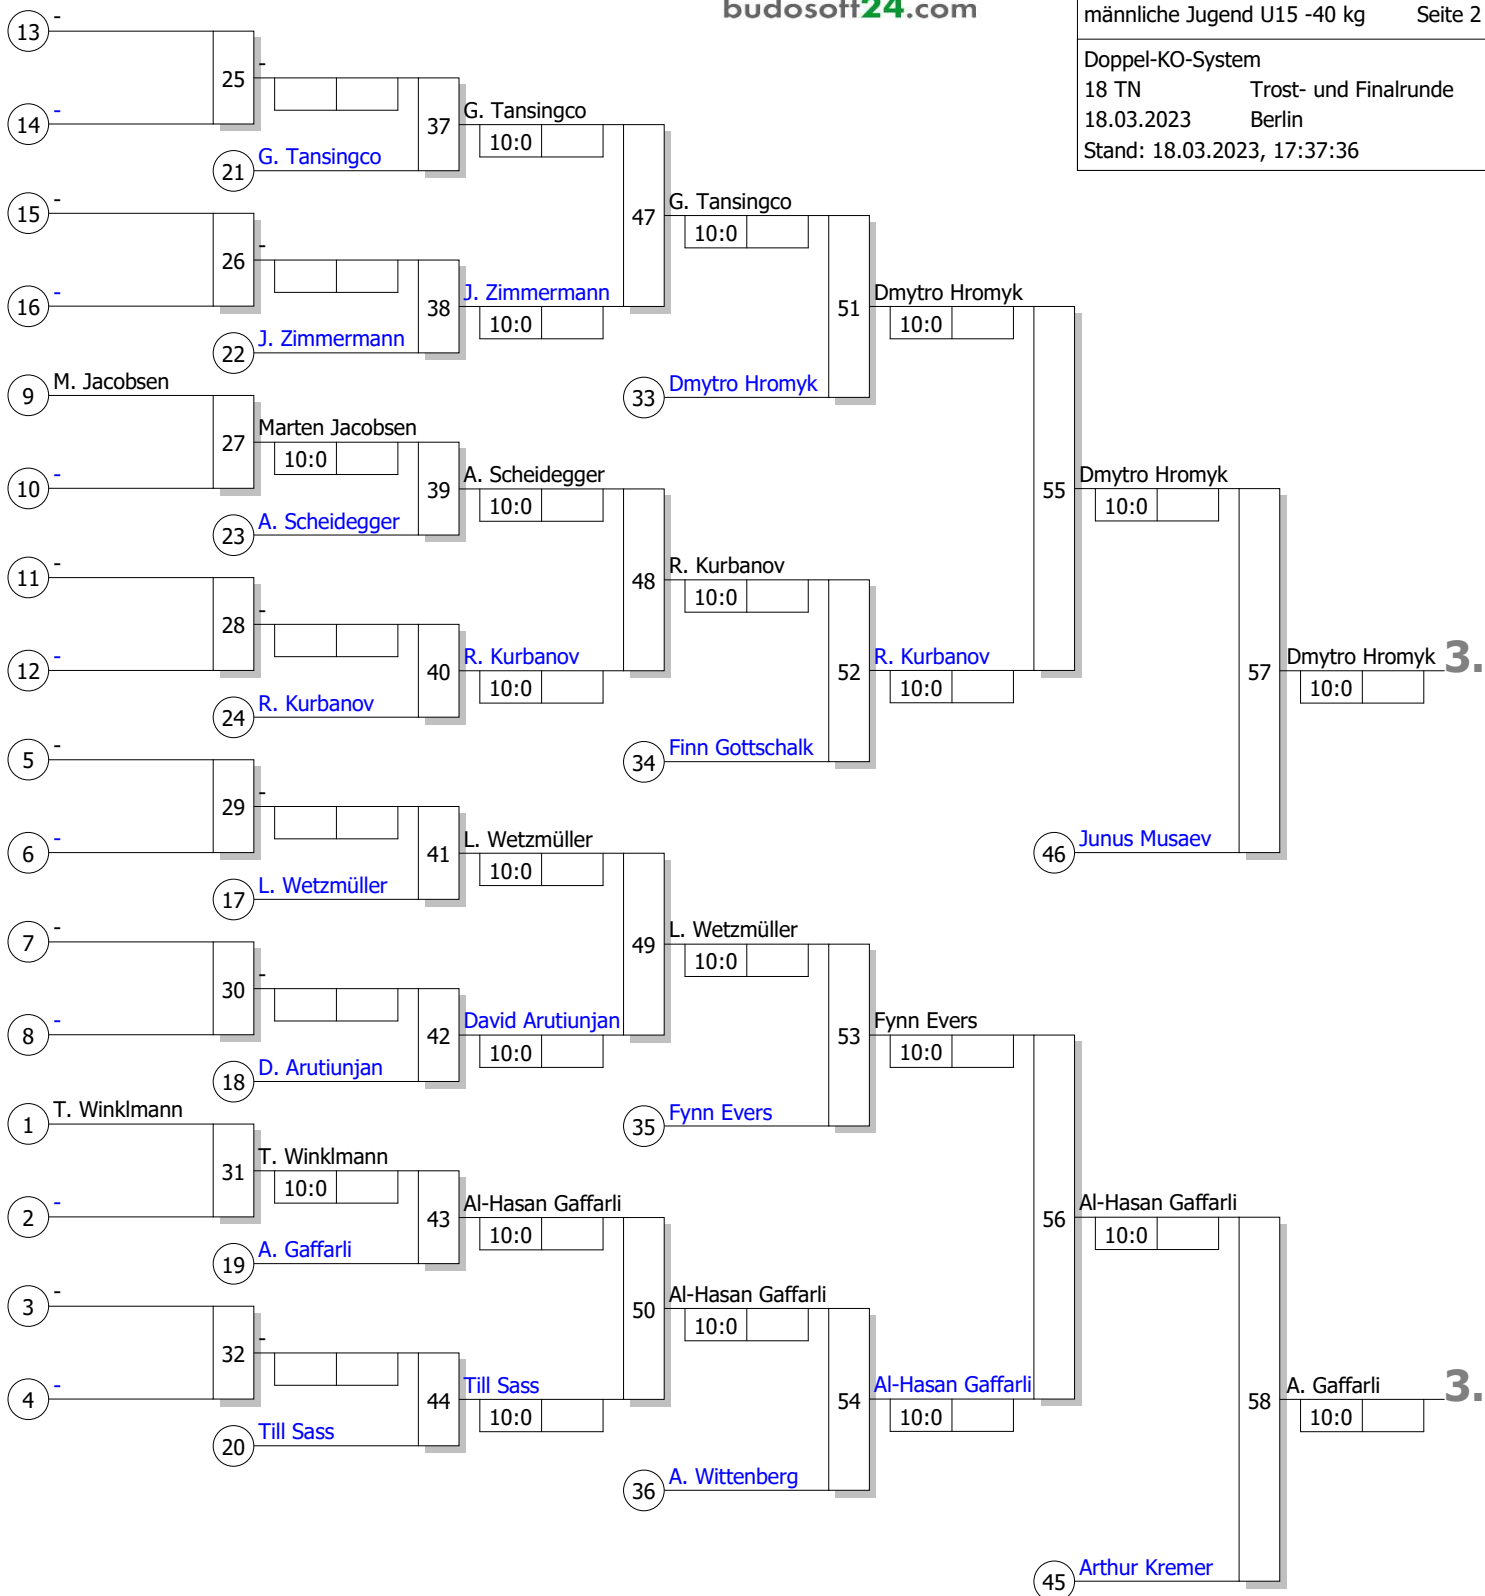 budosoft24.com
männliche Jugend U15 -40 kg Seite 2
Doppel-KO-System
18 TN Trost- und Finalrunde
18.03.2023 Berlin
Stand: 18.03.2023, 17:37:36
13 -
25 -
14 -
37 G. Tansingco
10:0
21 G. Tansingco
15 -
47 G. Tansingco
10:0
26 -
16 -
38 J. Zimmermann
10:0
22 J. Zimmermann
51 Dmytro Hromyk
10:0
33 Dmytro Hromyk
9 M. Jacobsen
27 Marten Jacobsen
10:0
10 -
39 A. Scheidegger
10:0
23 A. Scheidegger
55 Dmytro Hromyk
10:0
11 -
48 R. Kurbanov
10:0
28 -
12 -
40 R. Kurbanov
10:0
24 R. Kurbanov
52 R. Kurbanov
10:0
34 Finn Gottschalk
57 Dmytro Hromyk 3.
10:0
5 -
29 -
6 -
41 L. Wetzmüller
10:0
17 L. Wetzmüller
46 Junus Musaev
7 -
49 L. Wetzmüller
10:0
30 -
8 -
42 David Arutiunjan
10:0
18 D. Arutiunjan
53 Fynn Evers
10:0
35 Fynn Evers
1 T. Winklmann
31 T. Winklmann
10:0
2 -
43 Al-Hasan Gaffarli
10:0
19 A. Gaffarli
56 Al-Hasan Gaffarli
10:0
3 -
50 Al-Hasan Gaffarli
10:0
32 -
4 -
44 Till Sass
10:0
20 Till Sass
54 Al-Hasan Gaffarli
10:0
36 A. Wittenberg
58 A. Gaffarli 3.
10:0
45 Arthur Kremer